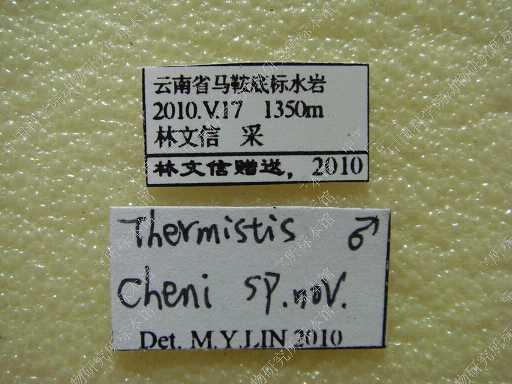 云南省马鞍底标水岩
2010.V.17 1350m
林文信 采
林文信赠送, 2010
Thermistis ♂
Cheni sp.nov.
Det. M.Y.LIN 2010